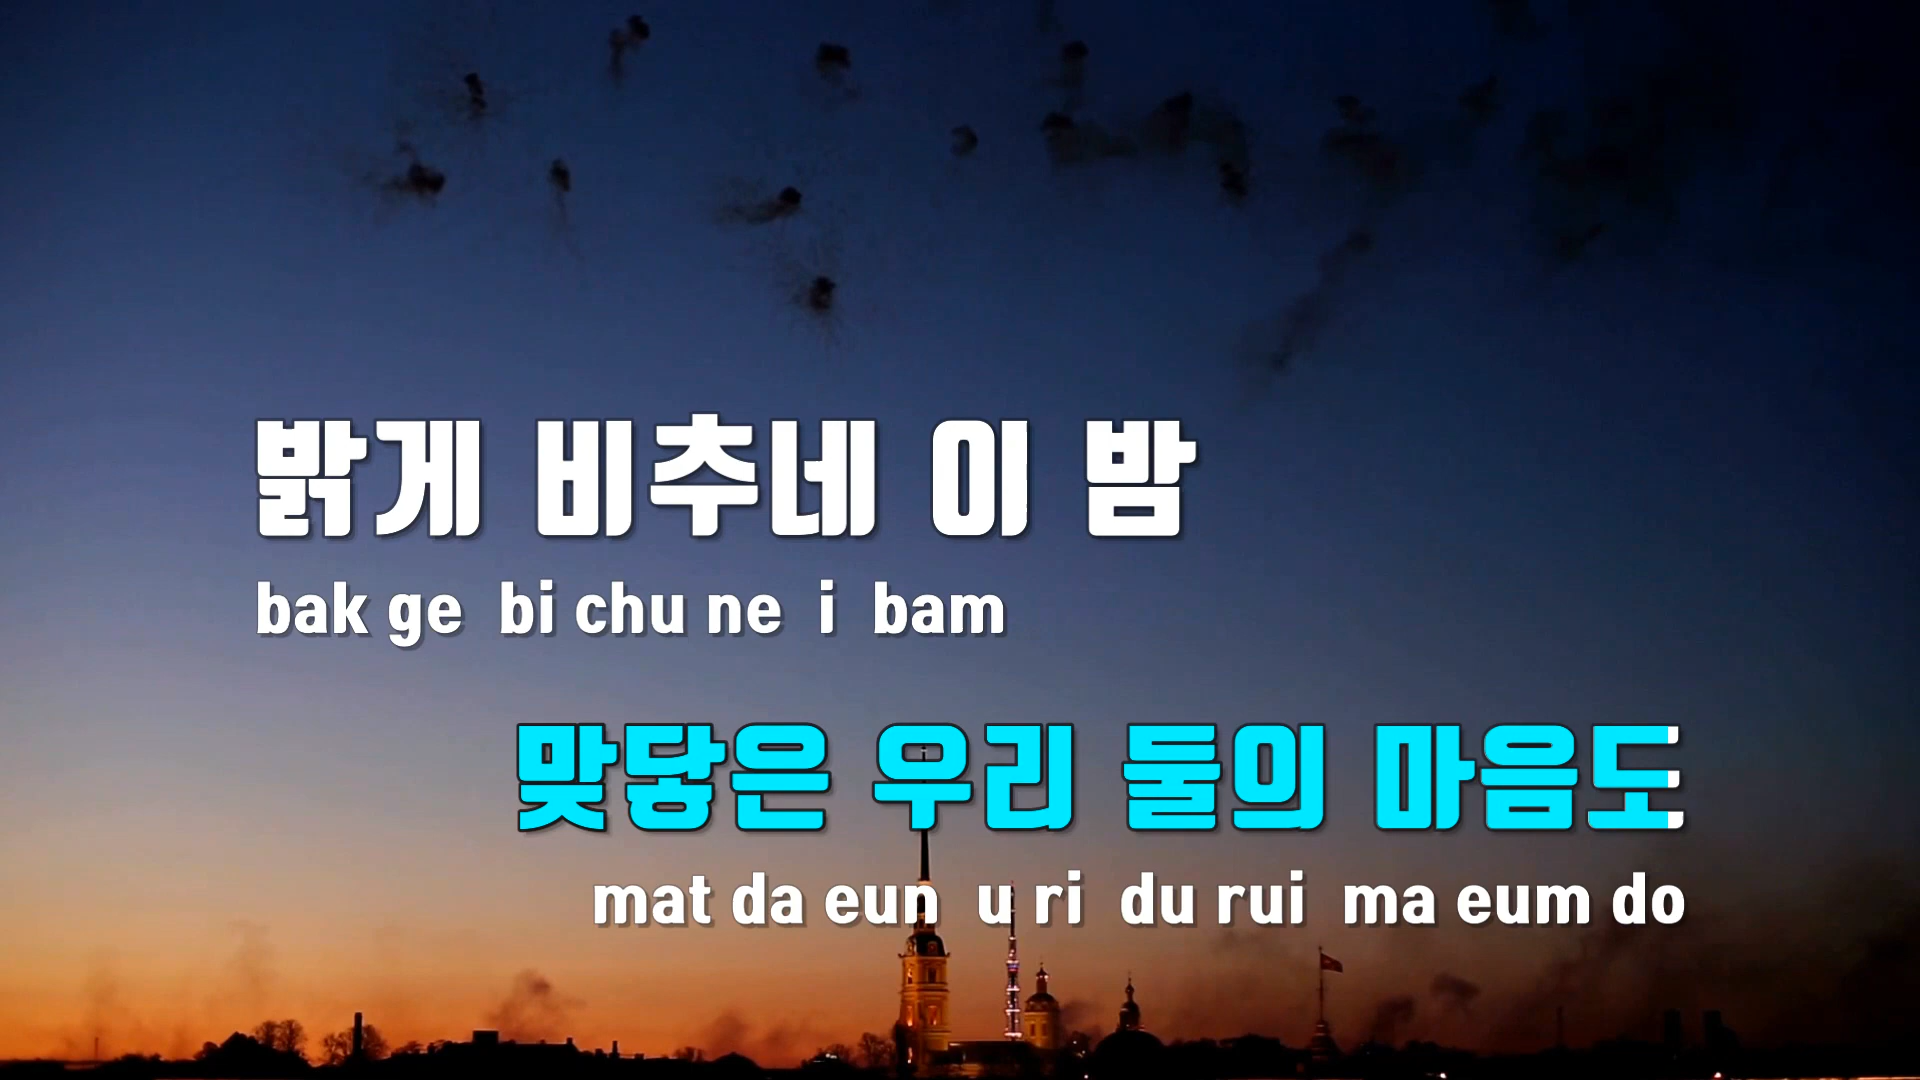 밝게 비추네 이 밤
bak ge bi chu ne i bam
맞닿은 우리 둘의 마음도
mat da eun u ri du rui ma eum do